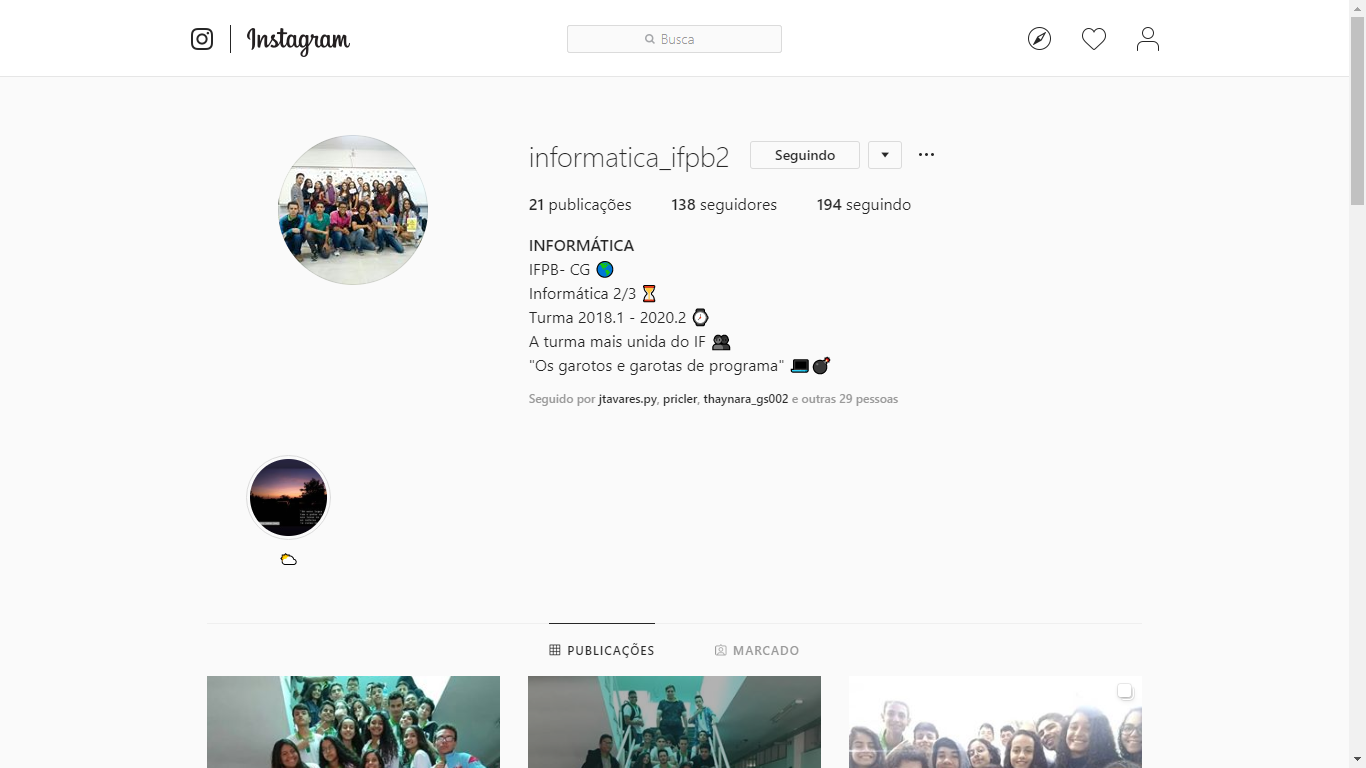 Instagram
Busca
informatica_ifpb2 Seguindo
21 publicações 138 seguidores 194 seguindo
INFORMÁTICA
IFPB- CG 🌎
Informática 2/3 ⏳
Turma 2018.1 - 2020.2 ⌚
A turma mais unida do IF 👥
"Os garotos e garotas de programa" 💻💣
Seguido por jtavares.py, pricler, thaynara_gs002 e outras 29 pessoas
🌤
PUBLICAÇÕES MARCADO